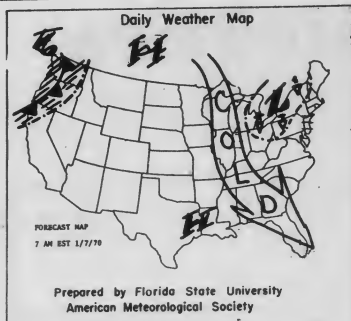 Daily Weather Map
H
L
C
O
L
D
H
FORECAST MAP
7 AM EST 1/7/70
Prepared by Florida State University
American Meteorological Society